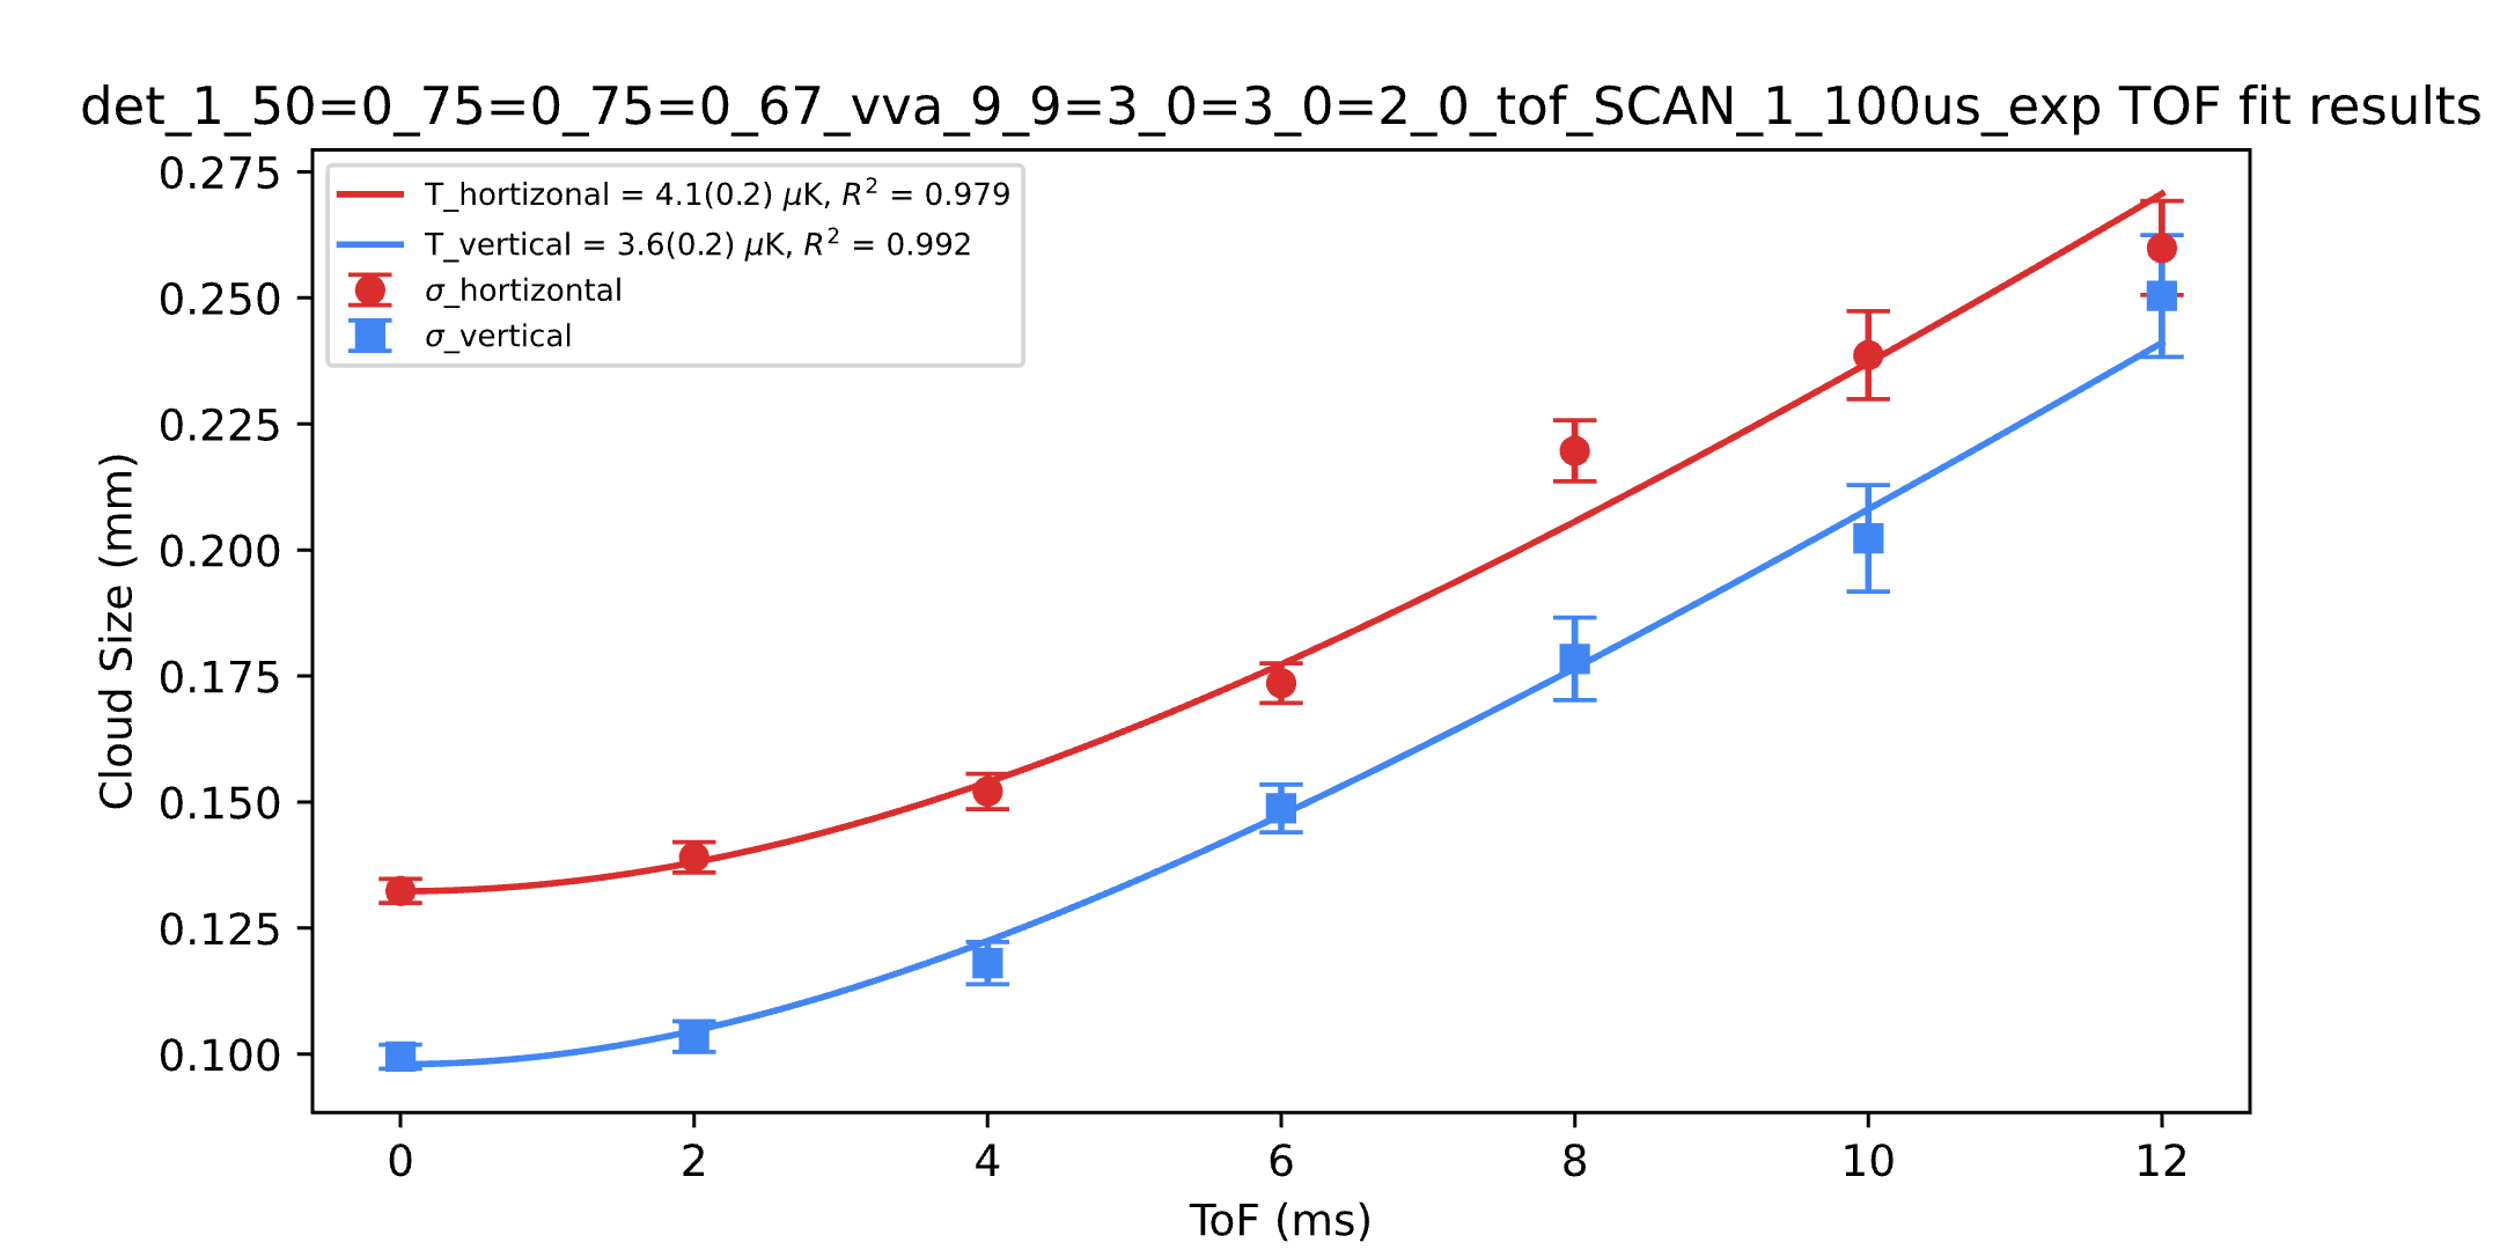 det_1_50=0_75=0_75=0_67_vva_9_9=3_0=3_0=2_0_tof_SCAN_1_100us_exp TOF fit results
T_hortizonal = 4.1(0.2) μK, R² = 0.979
T_vertical = 3.6(0.2) μK, R² = 0.992
σ_hortizontal
σ_vertical
0.275
0.250
0.225
0.200
0.175
0.150
0.125
0.100
Cloud Size (mm)
0 2 4 6 8 10 12
ToF (ms)